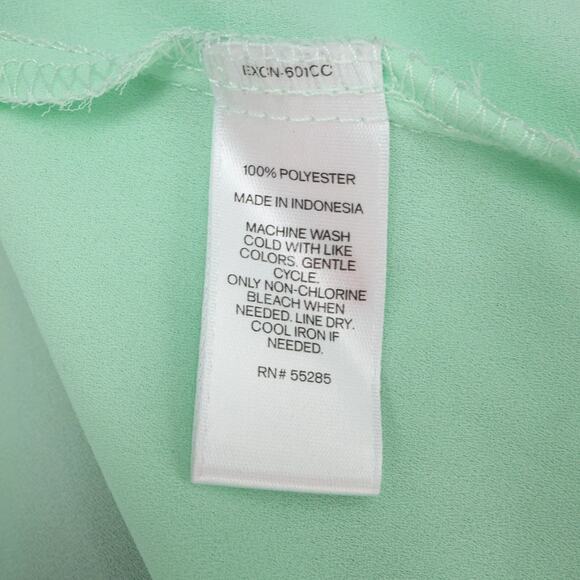 EXCN-601CC
100% POLYESTER
MADE IN INDONESIA
MACHINE WASH
COLD WITH LIKE
COLORS. GENTLE
CYCLE.
ONLY NON-CHLORINE
BLEACH WHEN
NEEDED. LINE DRY.
COOL IRON IF
NEEDED.
RN# 55285